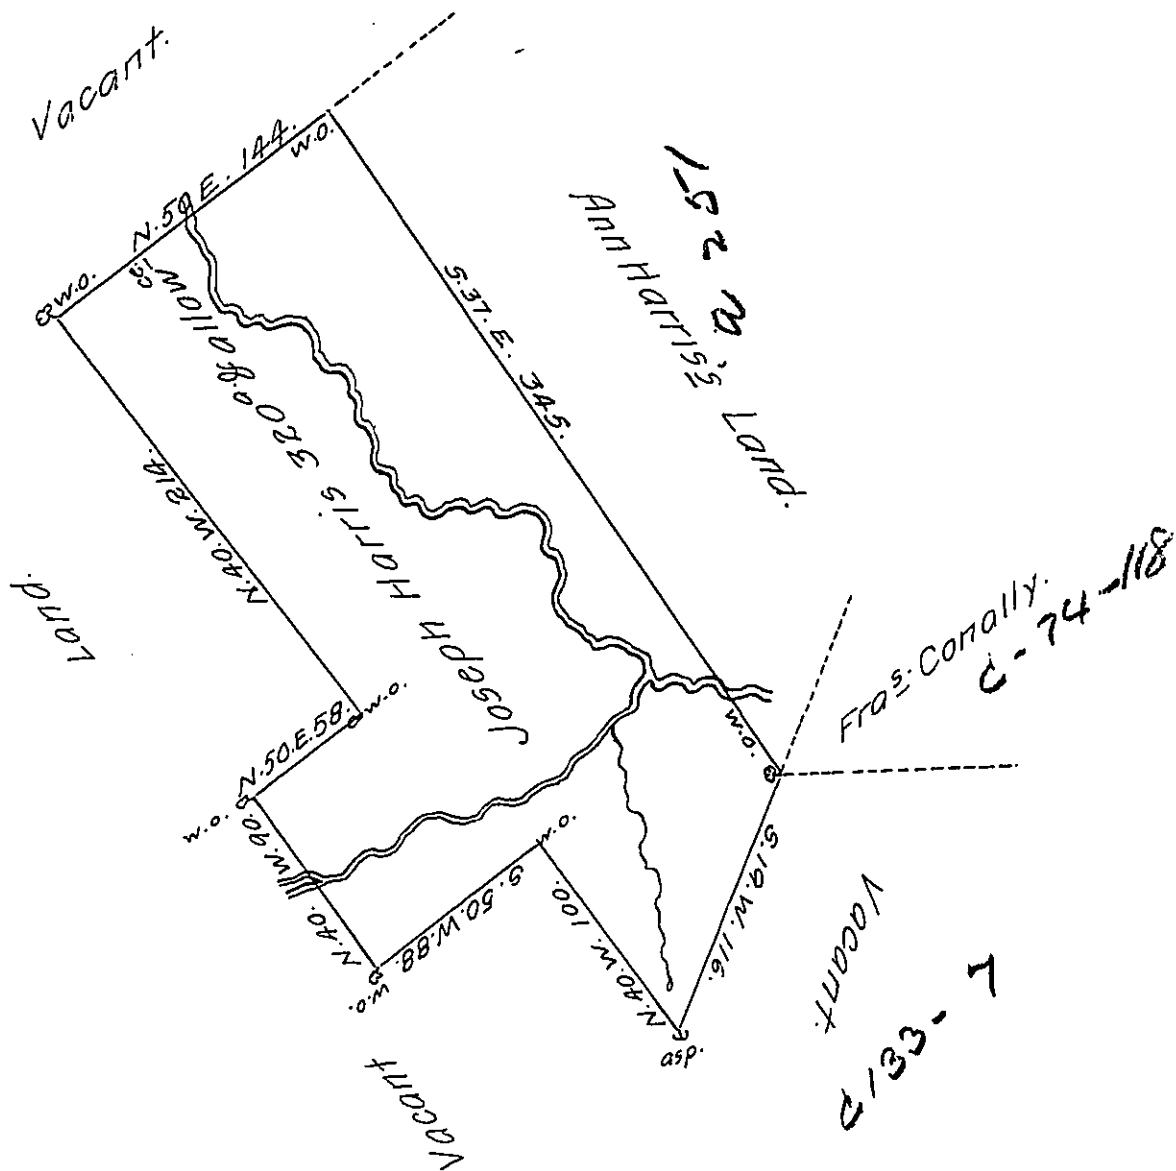 Vacant.
N.50 E. 144.
W.O.
W.O.
S.37. E. 345.
Ann Harris's Land.
Joseph Harris 320 a. & allow
N.40.W. 214.
Land.
N.50.E.58.
W.O.
W.O.
N.40. W.90.
W.O.
S.50.W.88.
W.O.
N.40.W. 100.
asp.
S.19.W.116.
W.O.
Fras. Conally.
C-74-118
Vacant.
C133-7
Vacant